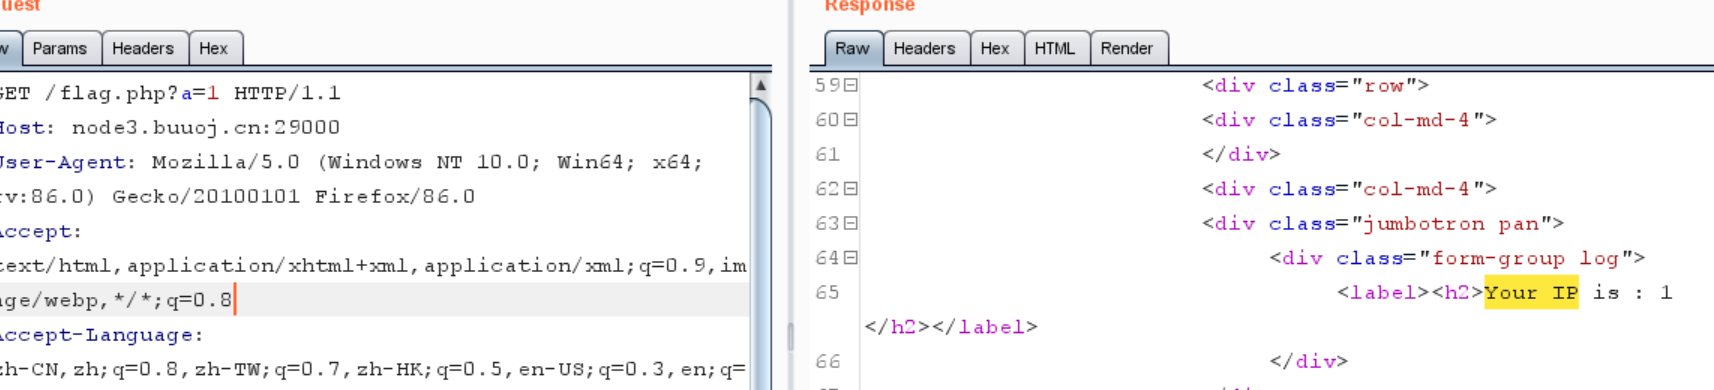 uest
w Params Headers Hex
GET /flag.php?a=1 HTTP/1.1
Host: node3.buuoj.cn:29000
User-Agent: Mozilla/5.0 (Windows NT 10.0; Win64; x64;
rv:86.0) Gecko/20100101 Firefox/86.0
Accept:
text/html,application/xhtml+xml,application/xml;q=0.9,im
age/webp,*/*;q=0.8
Accept-Language:
zh-CN,zh;q=0.8,zh-TW;q=0.7,zh-HK;q=0.5,en-US;q=0.3,en;q=
Response
Raw Headers Hex HTML Render
59 <div class="row">
60 <div class="col-md-4">
61 </div>
62 <div class="col-md-4">
63 <div class="jumbotron pan">
64 <div class="form-group log">
65 <label><h2>Your IP is : 1
</h2></label>
66 </div>